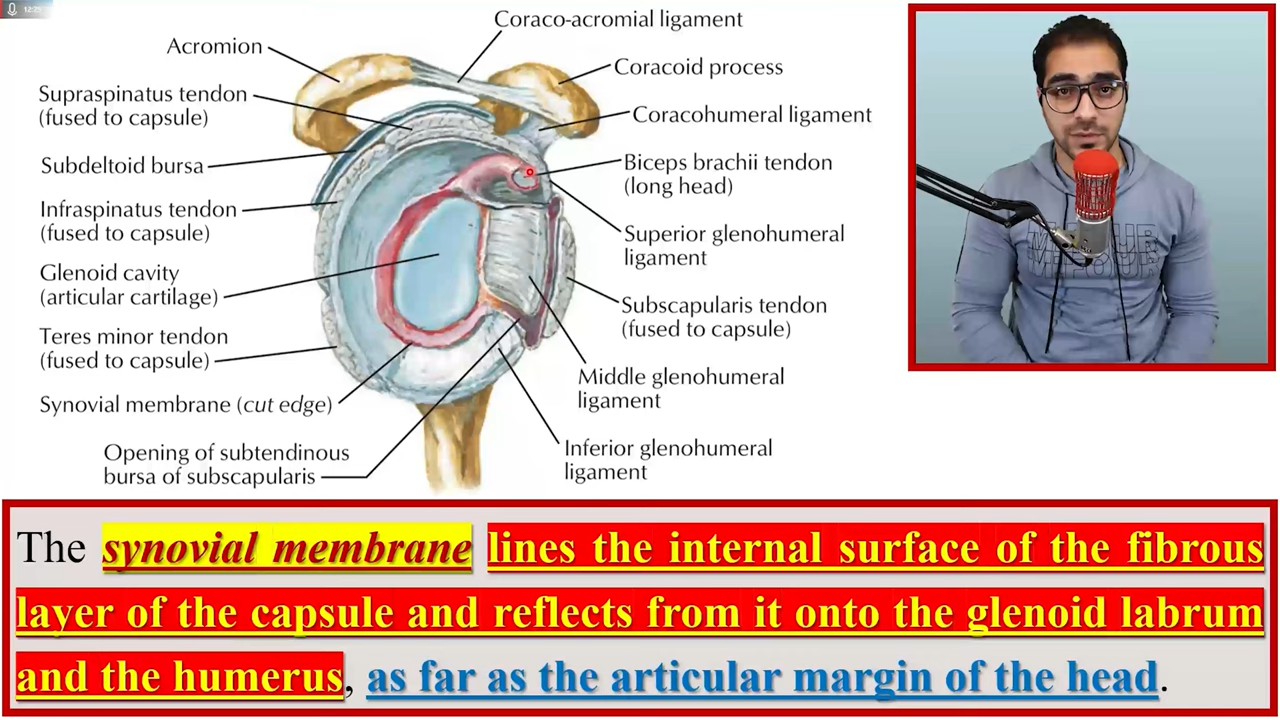 12:25
Coraco-acromial ligament
Acromion
Coracoid process
Supraspinatus tendon
(fused to capsule)
Coracohumeral ligament
Subdeltoid bursa
Biceps brachii tendon
(long head)
Infraspinatus tendon
(fused to capsule)
Superior glenohumeral
ligament
Glenoid cavity
(articular cartilage)
Subscapularis tendon
(fused to capsule)
Teres minor tendon
(fused to capsule)
Middle glenohumeral
ligament
Synovial membrane (cut edge)
Opening of subtendinous
bursa of subscapularis
Inferior glenohumeral
ligament
The synovial membrane lines the internal surface of the fibrous
layer of the capsule and reflects from it onto the glenoid labrum
and the humerus, as far as the articular margin of the head.